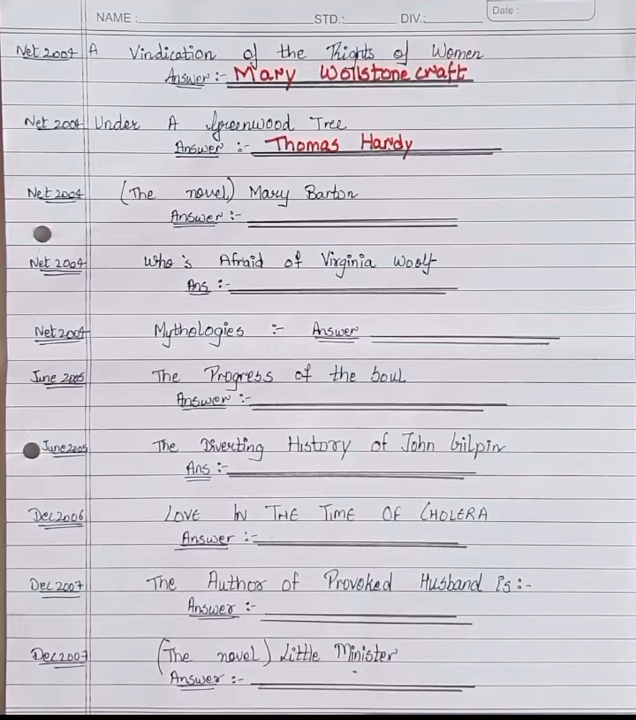 NAME : STD.: DIV.: Date :
Net 2004 A Vindication of the Rights of Women
Answer :- Mary Wollstonecraft
Net 2004 Under A Greenwood Tree
Answer :- Thomas Hardy
Net 2004 (The novel) Mary Barton
Answer :-
Net 2004 Who's Afraid of Virginia Woolf
Ans :-
Net 2004 Mythologies :- Answer
June 2005 The Progress of the Soul
Answer :-
June 2005 The Diverting History of John Gilpin
Ans :-
Dec 2006 LOVE IN THE TIME OF CHOLERA
Answer :-
Dec 2007 The Author of Provoked Husband is :-
Answer :-
Dec 2007 (The novel) Little Minister
Answer :-